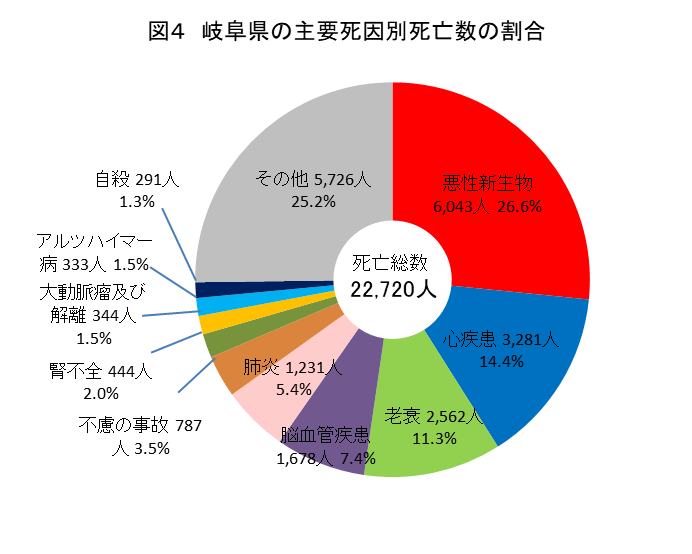 図４　岐阜県の主要死因別死亡数の割合
悪性新生物
6,043人 26.6%
心疾患 3,281人
14.4%
老衰 2,562人
11.3%
脳血管疾患
1,678人 7.4%
肺炎 1,231人
5.4%
不慮の事故 787
人 3.5%
腎不全 444人
2.0%
大動脈瘤及び
解離 344人
1.5%
アルツハイマー
病 333人 1.5%
自殺 291人
1.3%
その他 5,726人
25.2%
死亡総数
22,720人